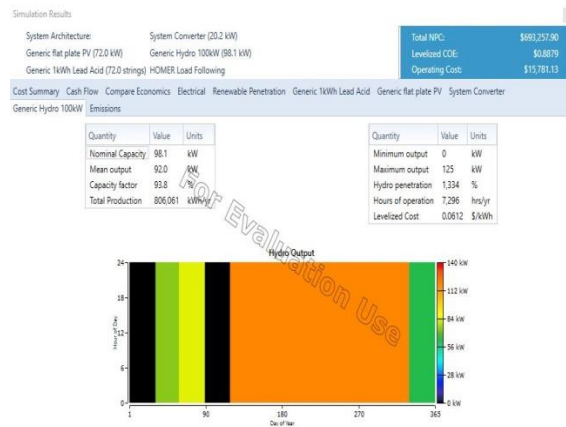 Simulation Results
System Architecture: System Converter (20.2 kW)
Generic flat plate PV (72.0 kW) Generic Hydro 100kW (98.1 kW)
Generic 1kWh Lead Acid (72.0 strings) HOMER Load Following
Total NPC: $693,257.90
Levelized COE: $0.8879
Operating Cost: $15,781.13
Cost Summary Cash Flow Compare Economics Electrical Renewable Penetration Generic 1kWh Lead Acid Generic flat plate PV System Converter
Generic Hydro 100kW Emissions
Quantity Value Units
Nominal Capacity 98.1 kW
Mean output 92.0 kW
Capacity factor 93.8 %
Total Production 806,061 kWh/yr
Quantity Value Units
Minimum output 0 kW
Maximum output 125 kW
Hydro penetration 1,334 %
Hours of operation 7,296 hrs/yr
Levelized Cost 0.0612 $/kWh
For Evaluation Use
Hydro Output
Hour of Day
24
18
12
6
0
1 90 180 270 365
Day of Year
140 kW
112 kW
84 kW
56 kW
28 kW
0 kW